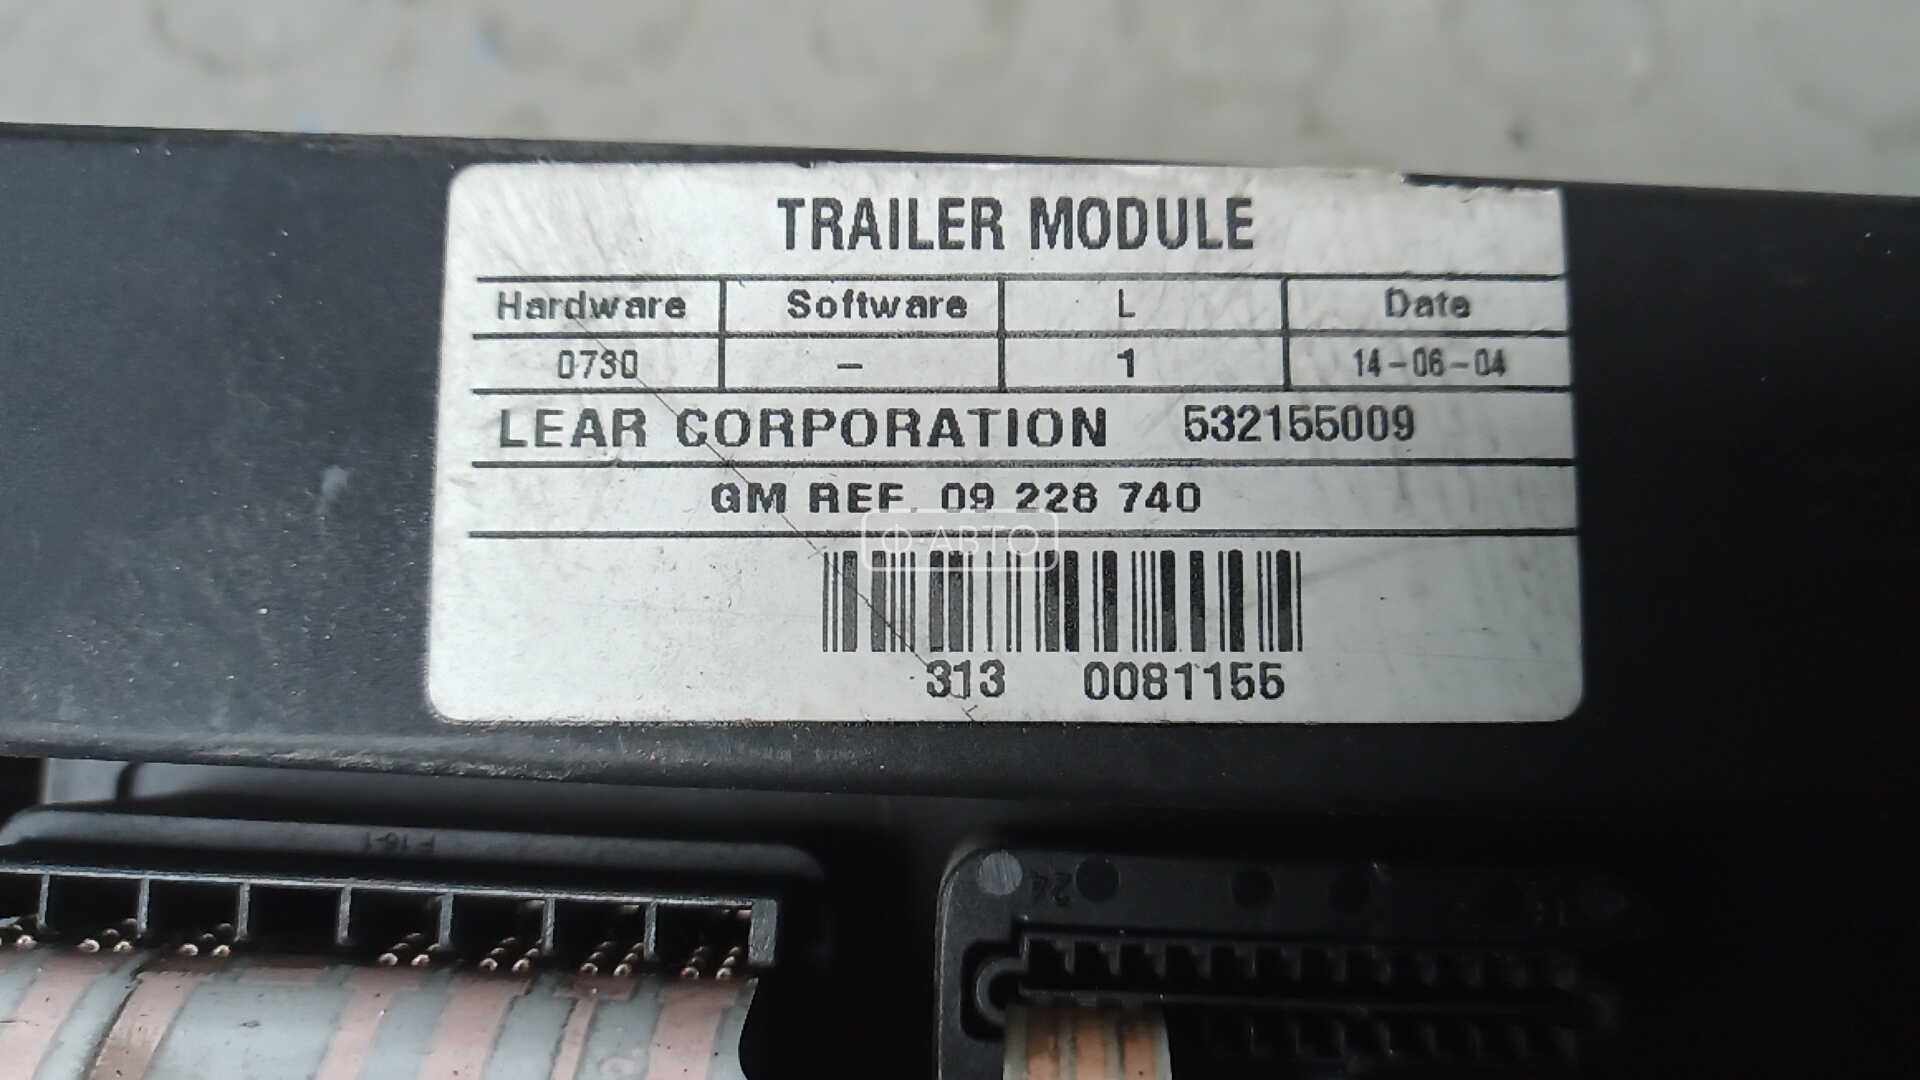 TRAILER MODULE
Hardware Software L Date
0730 – 1 14-06-04
LEAR CORPORATION 532155009
GM REF. 09 228 740
Ф-АВТО
313 0081155
24